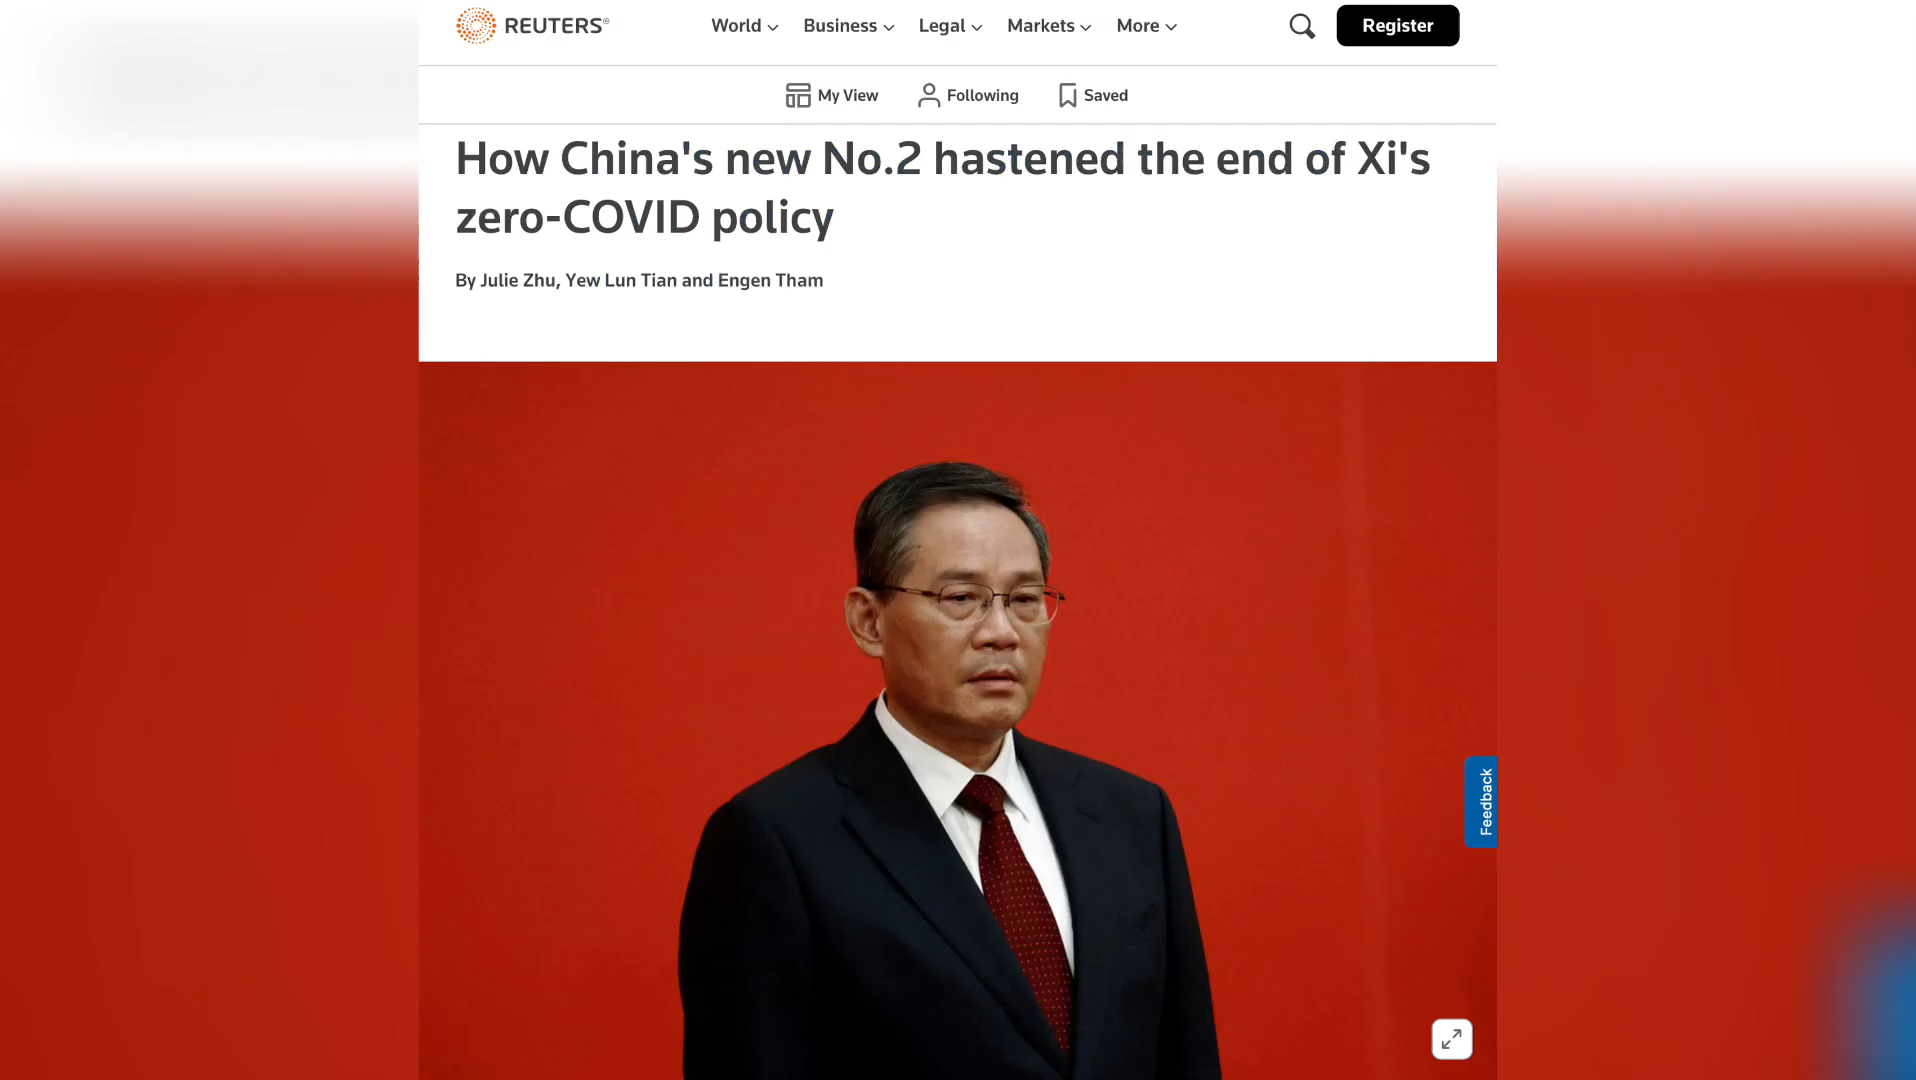 REUTERS®
World
Business
Legal
Markets
More
Register
My View
Following
Saved
How China's new No.2 hastened the end of Xi's
zero-COVID policy
By Julie Zhu, Yew Lun Tian and Engen Tham
Feedback